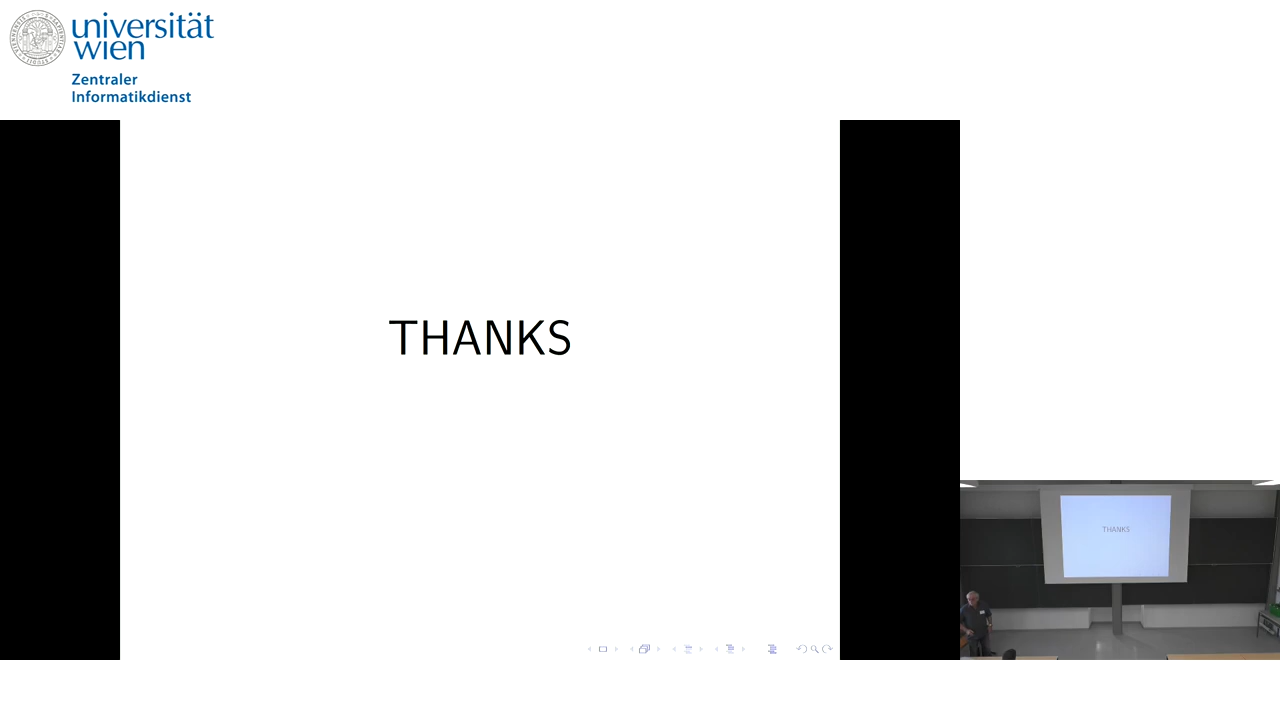 universität
wien
Zentraler
Informatikdienst
THANKS
THANKS